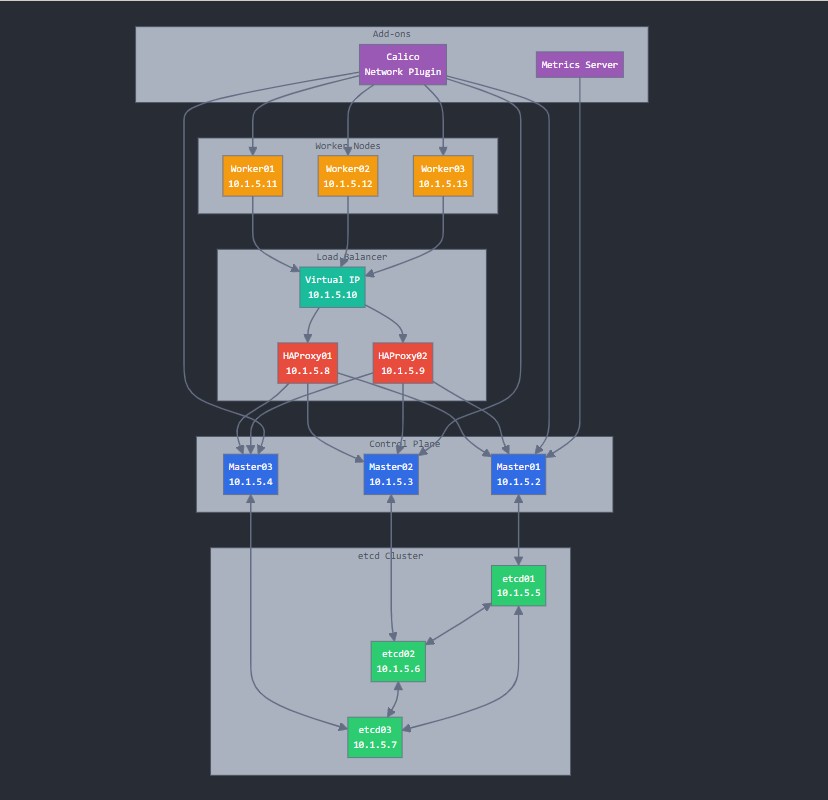 Add-ons
Calico
Network Plugin
Metrics Server
Worker Nodes
Worker01
10.1.5.11
Worker02
10.1.5.12
Worker03
10.1.5.13
Load Balancer
Virtual IP
10.1.5.10
HAProxy01
10.1.5.8
HAProxy02
10.1.5.9
Control Plane
Master03
10.1.5.4
Master02
10.1.5.3
Master01
10.1.5.2
etcd Cluster
etcd01
10.1.5.5
etcd02
10.1.5.6
etcd03
10.1.5.7